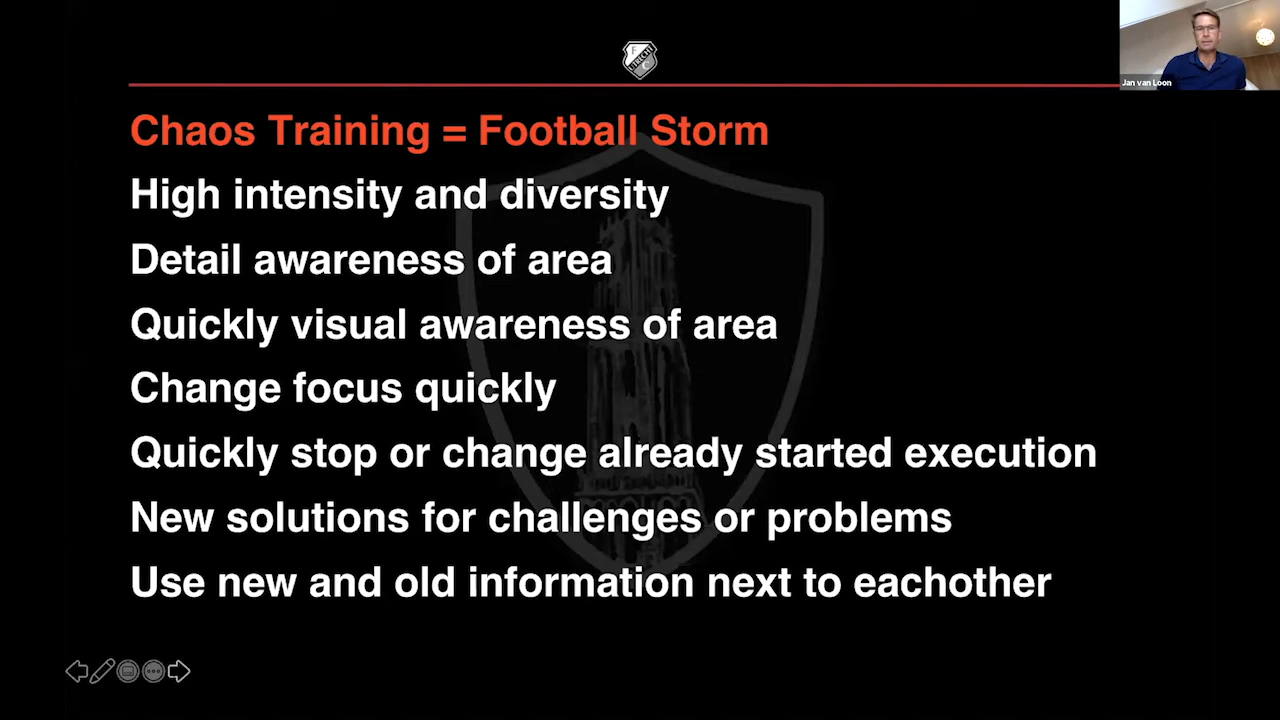 F
UTRECHT
C
Jan van Loon
Chaos Training = Football Storm
High intensity and diversity
Detail awareness of area
Quickly visual awareness of area
Change focus quickly
Quickly stop or change already started execution
New solutions for challenges or problems
Use new and old information next to eachother